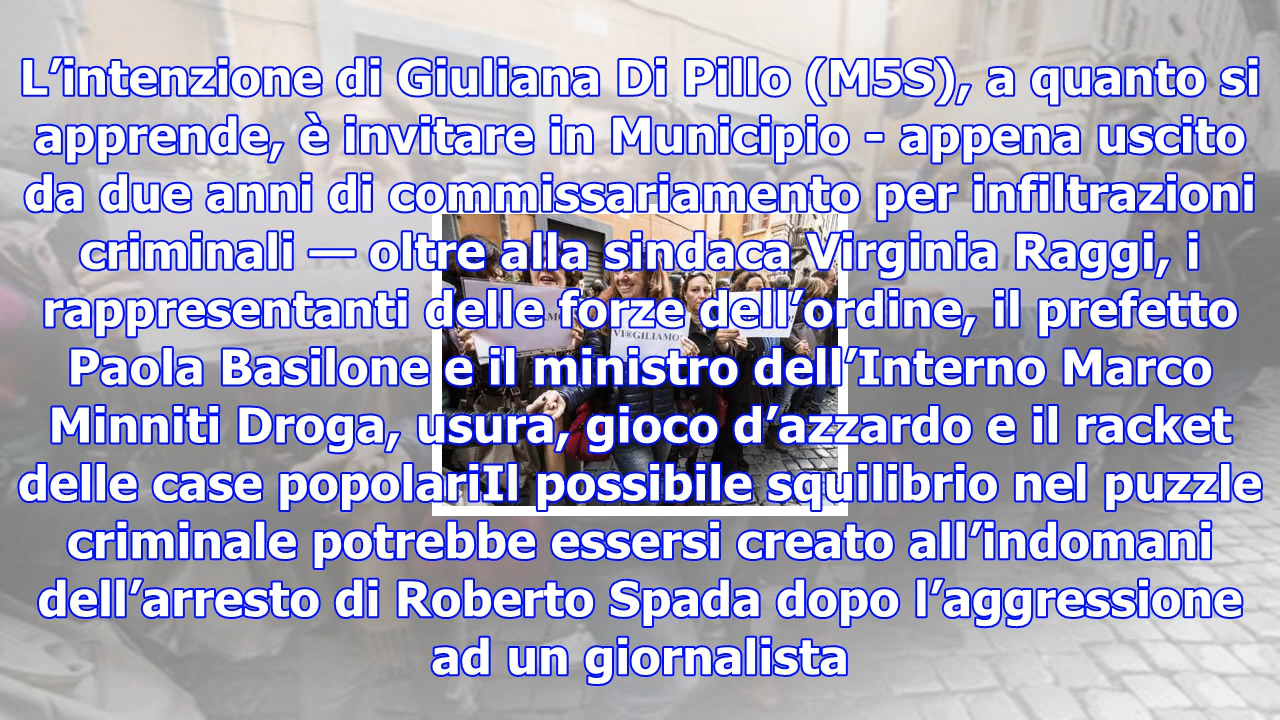 L’intenzione di Giuliana Di Pillo (M5S), a quanto si
apprende, è invitare in Municipio - appena uscito
da due anni di commissariamento per infiltrazioni
criminali — oltre alla sindaca Virginia Raggi, i
rappresentanti delle forze dell’ordine, il prefetto
Paola Basilone e il ministro dell’Interno Marco
Minniti Droga, usura, gioco d’azzardo e il racket
delle case popolariIl possibile squilibrio nel puzzle
criminale potrebbe essersi creato all’indomani
dell’arresto di Roberto Spada dopo l’aggressione
ad un giornalista
VI@GILIAMO!